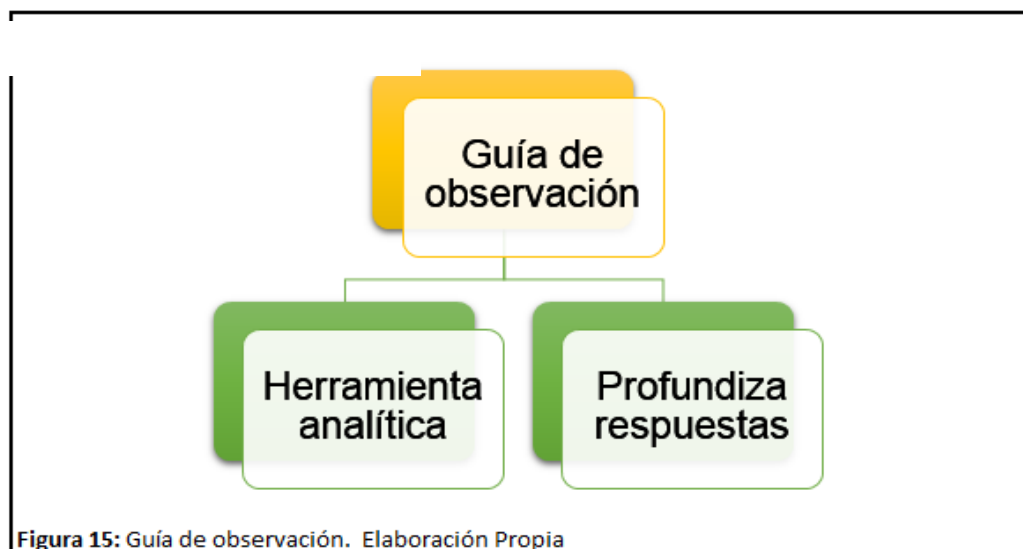 Guía de
observación
Herramienta
analítica
Profundiza
respuestas
Figura 15: Guía de observación. Elaboración Propia